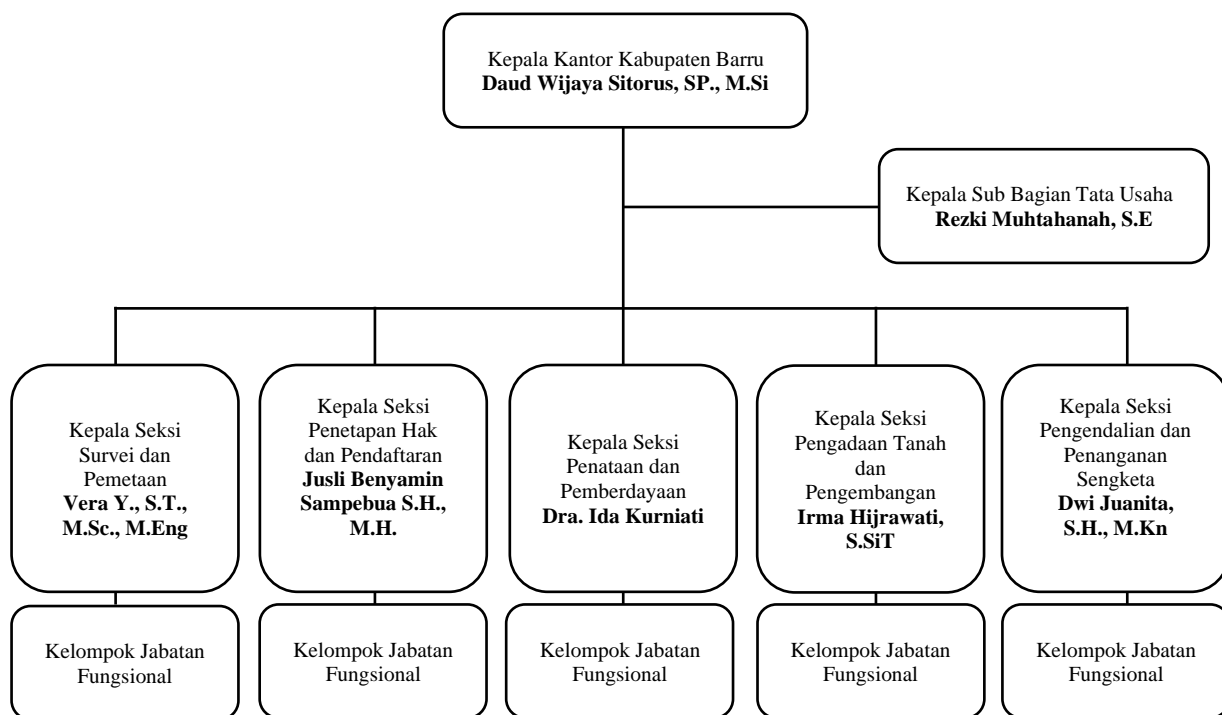 Kepala Kantor Kabupaten Barru
Daud Wijaya Sitorus, SP., M.Si
Kepala Sub Bagian Tata Usaha
Rezki Muhtahanah, S.E
Kepala Seksi
Survei dan
Pemetaan
Vera Y., S.T.,
M.Sc., M.Eng
Kepala Seksi
Penetapan Hak
dan Pendaftaran
Jusli Benyamin
Sampebua S.H.,
M.H.
Kepala Seksi
Penataan dan
Pemberdayaan
Dra. Ida Kurniati
Kepala Seksi
Pengadaan Tanah
dan
Pengembangan
Irma Hijrawati,
S.SiT
Kepala Seksi
Pengendalian dan
Penanganan
Sengketa
Dwi Juanita,
S.H., M.Kn
Kelompok Jabatan
Fungsional
Kelompok Jabatan
Fungsional
Kelompok Jabatan
Fungsional
Kelompok Jabatan
Fungsional
Kelompok Jabatan
Fungsional